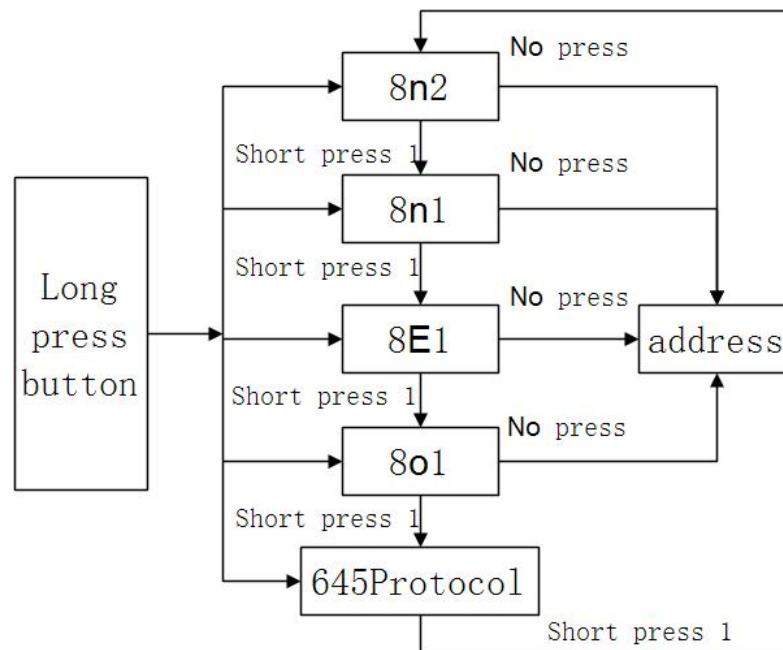 No press
8n2
Short press 1
No press
8n1
Short press 1
No press
Long
press
button
8E1
address
Short press 1
No press
8o1
Short press 1
645Protocol
Short press 1